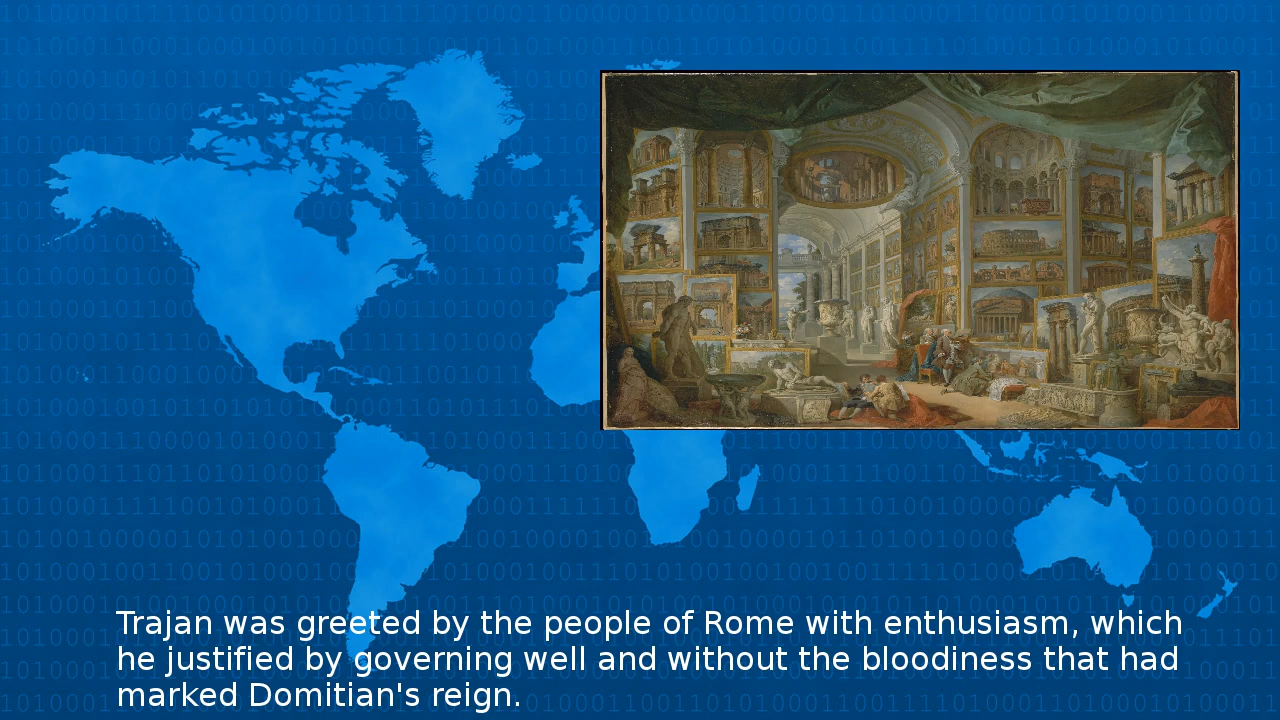 Trajan was greeted by the people of Rome with enthusiasm, which
he justified by governing well and without the bloodiness that had
marked Domitian's reign.